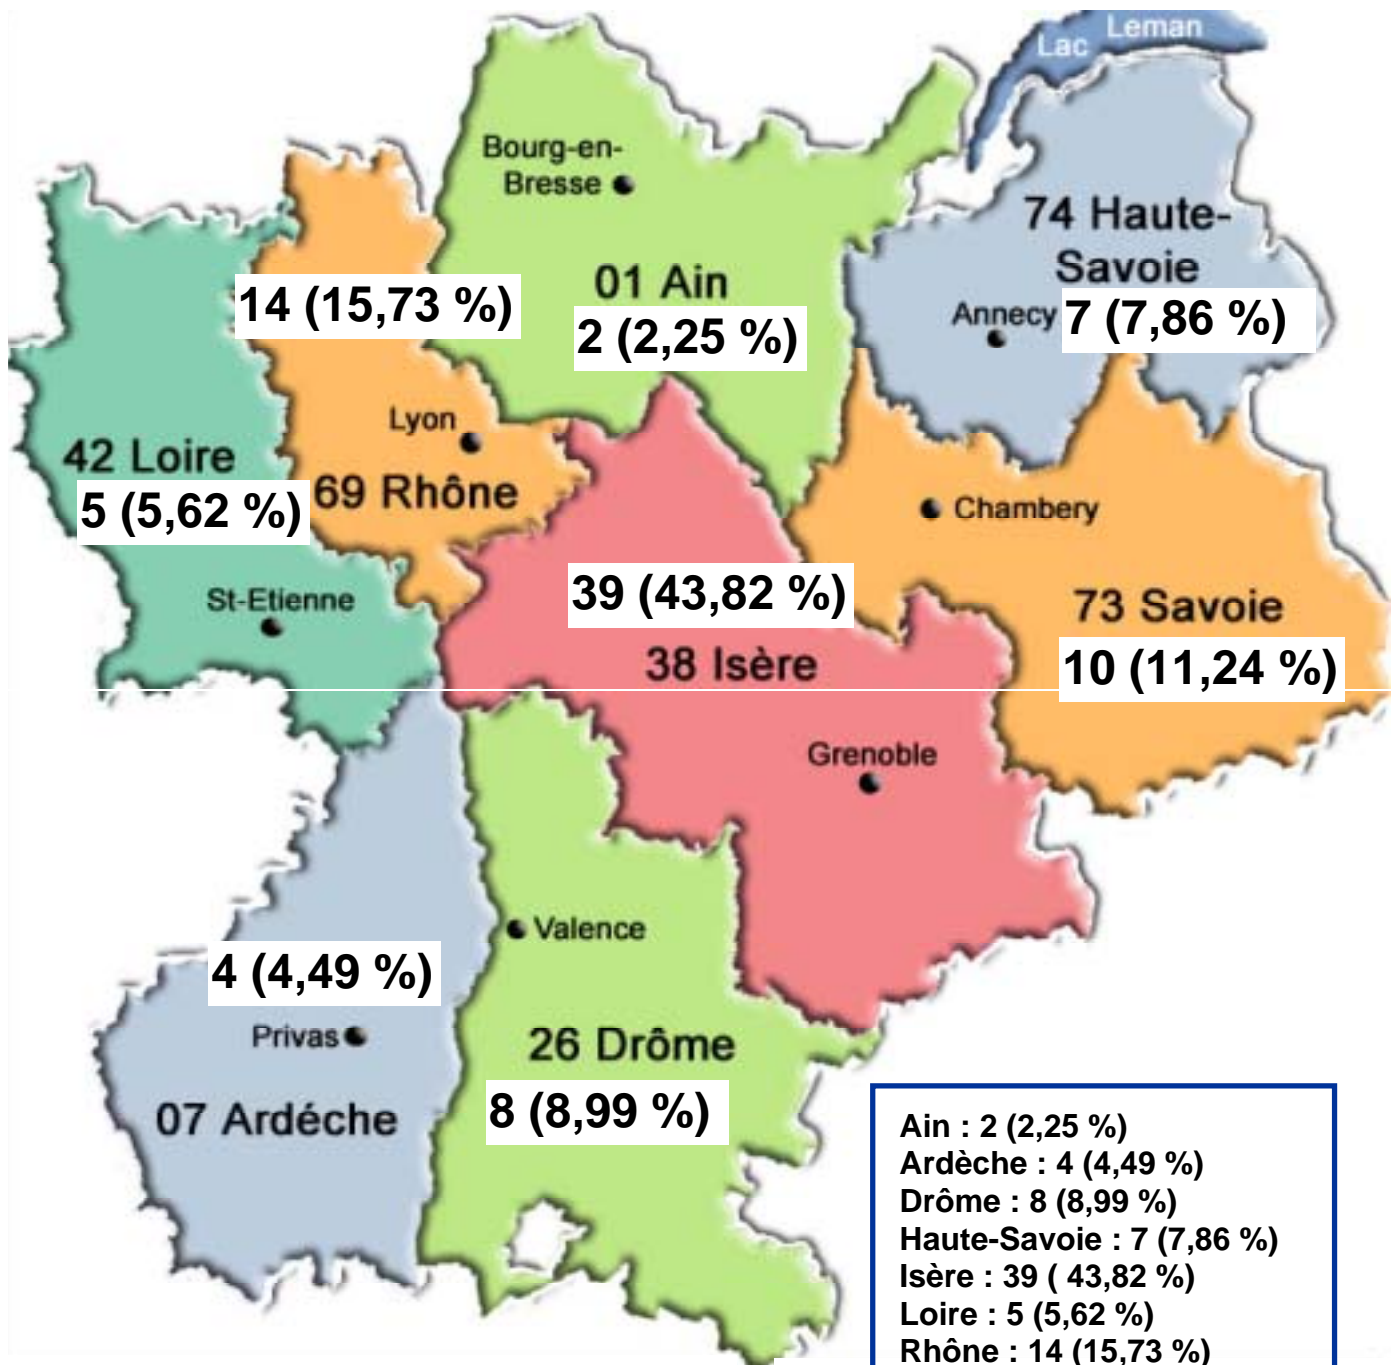 Lac Leman
Bourg-en-
Bresse
74 Haute-
Savoie
01 Ain
14 (15,73 %)
2 (2,25 %)
Annecy
7 (7,86 %)
Lyon
42 Loire
69 Rhône
5 (5,62 %)
Chambery
39 (43,82 %)
St-Etienne
73 Savoie
38 Isère
10 (11,24 %)
Grenoble
Valence
4 (4,49 %)
Privas
26 Drôme
07 Ardéche
8 (8,99 %)
Ain : 2 (2,25 %)
Ardèche : 4 (4,49 %)
Drôme : 8 (8,99 %)
Haute-Savoie : 7 (7,86 %)
Isère : 39 ( 43,82 %)
Loire : 5 (5,62 %)
Rhône : 14 (15,73 %)